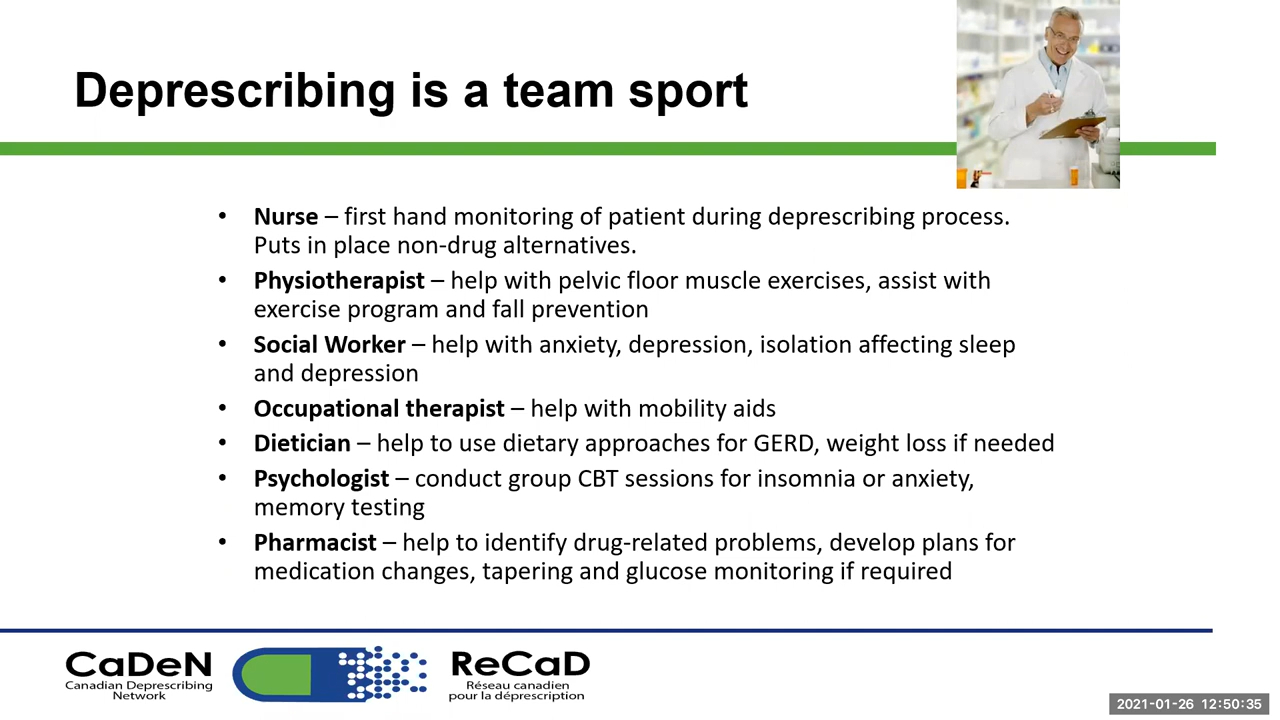 Deprescribing is a team sport
• Nurse – first hand monitoring of patient during deprescribing process.
Puts in place non-drug alternatives.
• Physiotherapist – help with pelvic floor muscle exercises, assist with
exercise program and fall prevention
• Social Worker – help with anxiety, depression, isolation affecting sleep
and depression
• Occupational therapist – help with mobility aids
• Dietician – help to use dietary approaches for GERD, weight loss if needed
• Psychologist – conduct group CBT sessions for insomnia or anxiety,
memory testing
• Pharmacist – help to identify drug-related problems, develop plans for
medication changes, tapering and glucose monitoring if required
CaDeN
Canadian Deprescribing
Network
ReCaD
Réseau canadien
pour la déprescription
2021-01-26 12:50:35